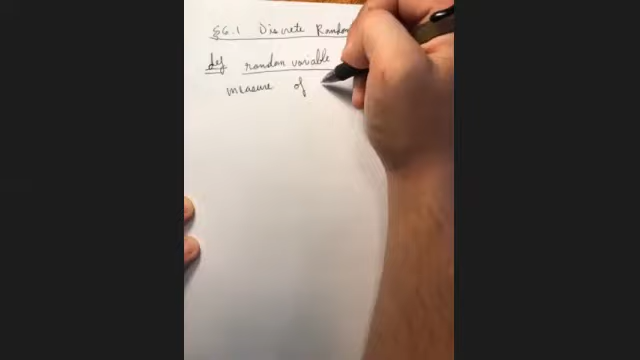 §6.1 Discrete Random
def random variable
measure of